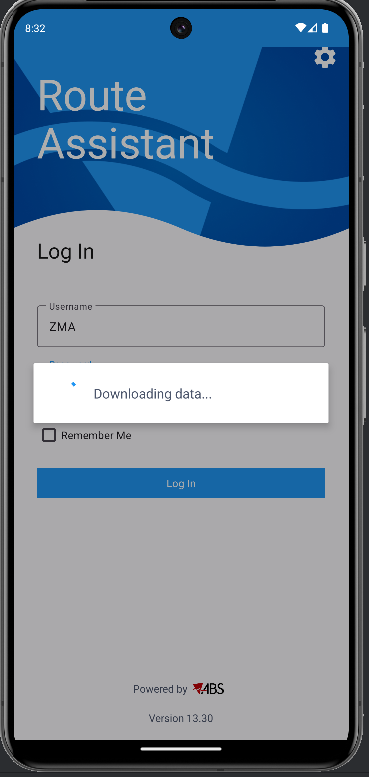 8:32
Route
Assistant
Log In
Username
ZMA
Downloading data...
Remember Me
Log In
Powered by ABS
Version 13.30